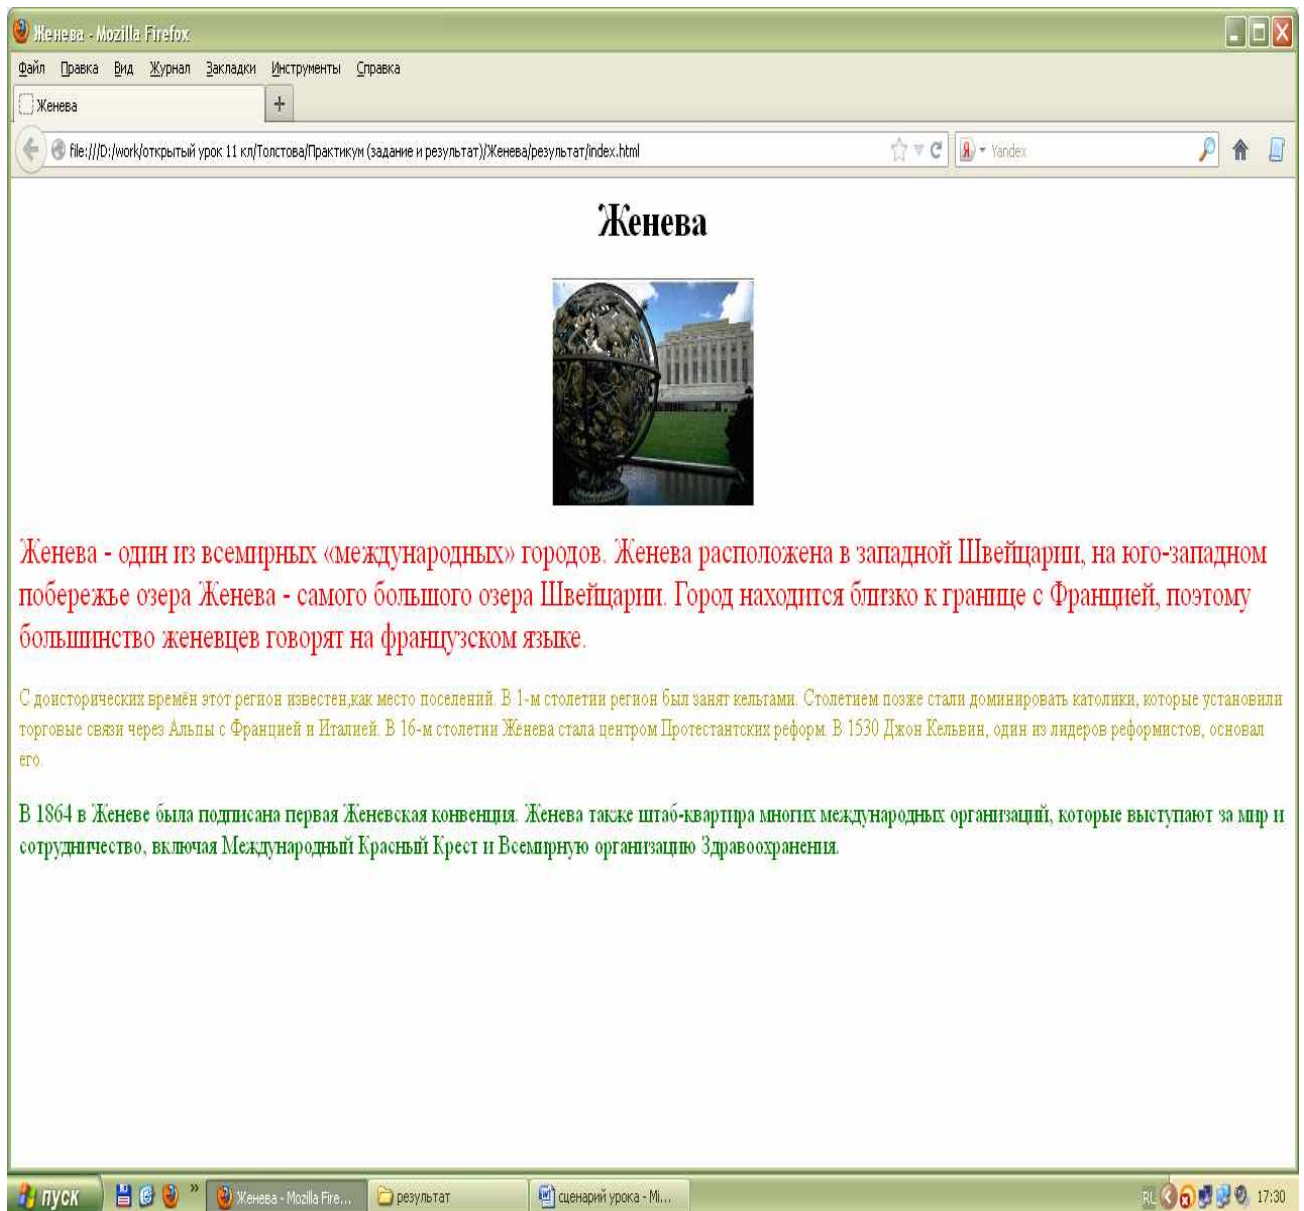 Женева - Mozilla Firefox
Файл Правка Вид Журнал Закладки Инструменты Справка
Женева
file:///D:/work/открытый урок 11 кл/Толстова/Практикум (задание и результат)/Женева/результат/index.html
Yandex
Женева
Женева - один из всемирных «международных» городов. Женева расположена в западной Швейцарии, на юго-западном
побережье озера Женева - самого большого озера Швейцарии. Город находится близко к границе с Францией, поэтому
большинство женевцев говорят на французском языке.
С доисторических времён этот регион известен,как место поселений. В 1-м столетии регион был занят кельтами. Столетием позже стали доминировать католики, которые установили
торговые связи через Альпы с Францией и Италией. В 16-м столетии Женева стала центром Протестантских реформ. В 1530 Джон Кельвин, один из лидеров реформистов, основал
его.
В 1864 в Женеве была подписана первая Женевская конвенция. Женева также штаб-квартира многих международных организаций, которые выступают за мир и
сотрудничество, включая Международный Красный Крест и Всемирную организацию Здравоохранения.
пуск » Женева - Mozilla Fire... результат сценарий урока - Mi... RL 17:30